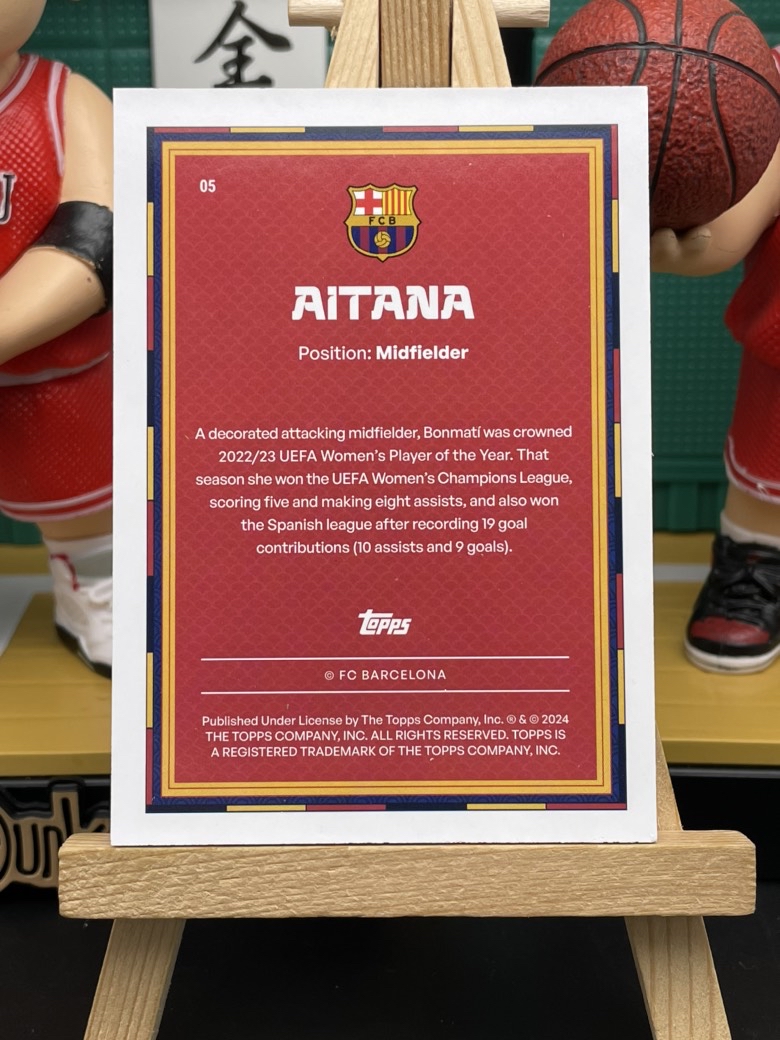 全
05
FCB
AITANA
Position: Midfielder
A decorated attacking midfielder, Bonmatí was crowned
2022/23 UEFA Women's Player of the Year. That
season she won the UEFA Women's Champions League,
scoring five and making eight assists, and also won
the Spanish league after recording 19 goal
contributions (10 assists and 9 goals).
topps
© FC BARCELONA
Published Under License by The Topps Company, Inc. ® & © 2024
THE TOPPS COMPANY, INC. ALL RIGHTS RESERVED. TOPPS IS
A REGISTERED TRADEMARK OF THE TOPPS COMPANY, INC.